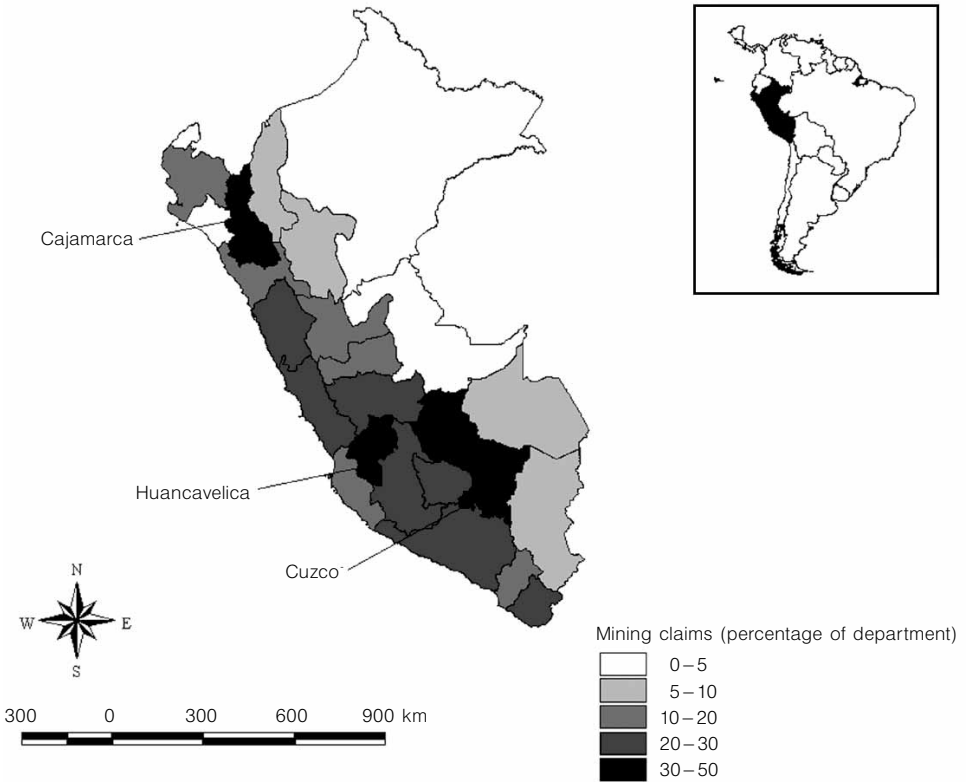 Cajamarca
Huancavelica
Cuzco
N
W E
S
300 0 300 600 900 km
Mining claims (percentage of department)
0–5
5–10
10–20
20–30
30–50